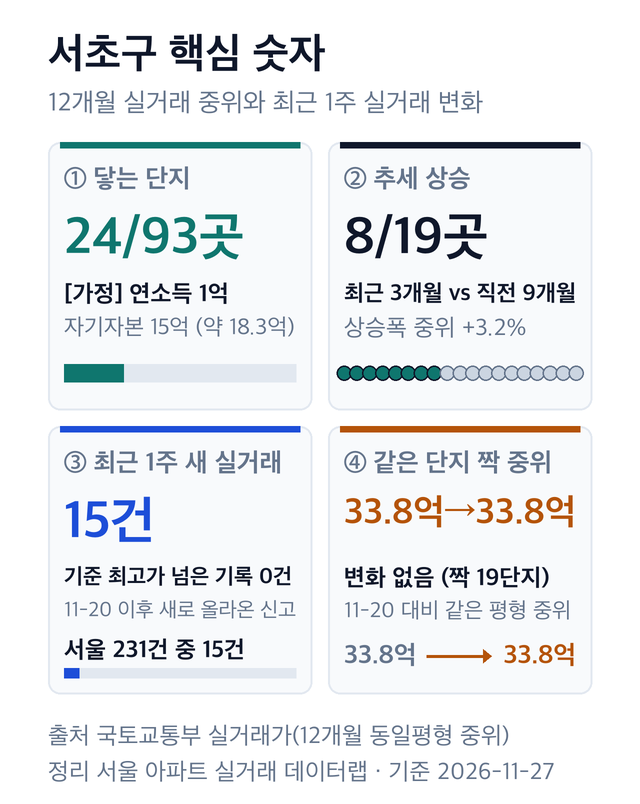 서초구 핵심 숫자
12개월 실거래 중위와 최근 1주 실거래 변화
① 닿는 단지
24/93곳
[가정] 연소득 1억
자기자본 15억 (약 18.3억)
② 추세 상승
8/19곳
최근 3개월 vs 직전 9개월
상승폭 중위 +3.2%
③ 최근 1주 새 실거래
15건
기준 최고가 넘은 기록 0건
11-20 이후 새로 올라온 신고
서울 231건 중 15건
④ 같은 단지 짝 중위
33.8억→33.8억
변화 없음 (짝 19단지)
11-20 대비 같은 평형 중위
33.8억 → 33.8억
출처 국토교통부 실거래가(12개월 동일평형 중위)
정리 서울 아파트 실거래 데이터랩 · 기준 2026-11-27